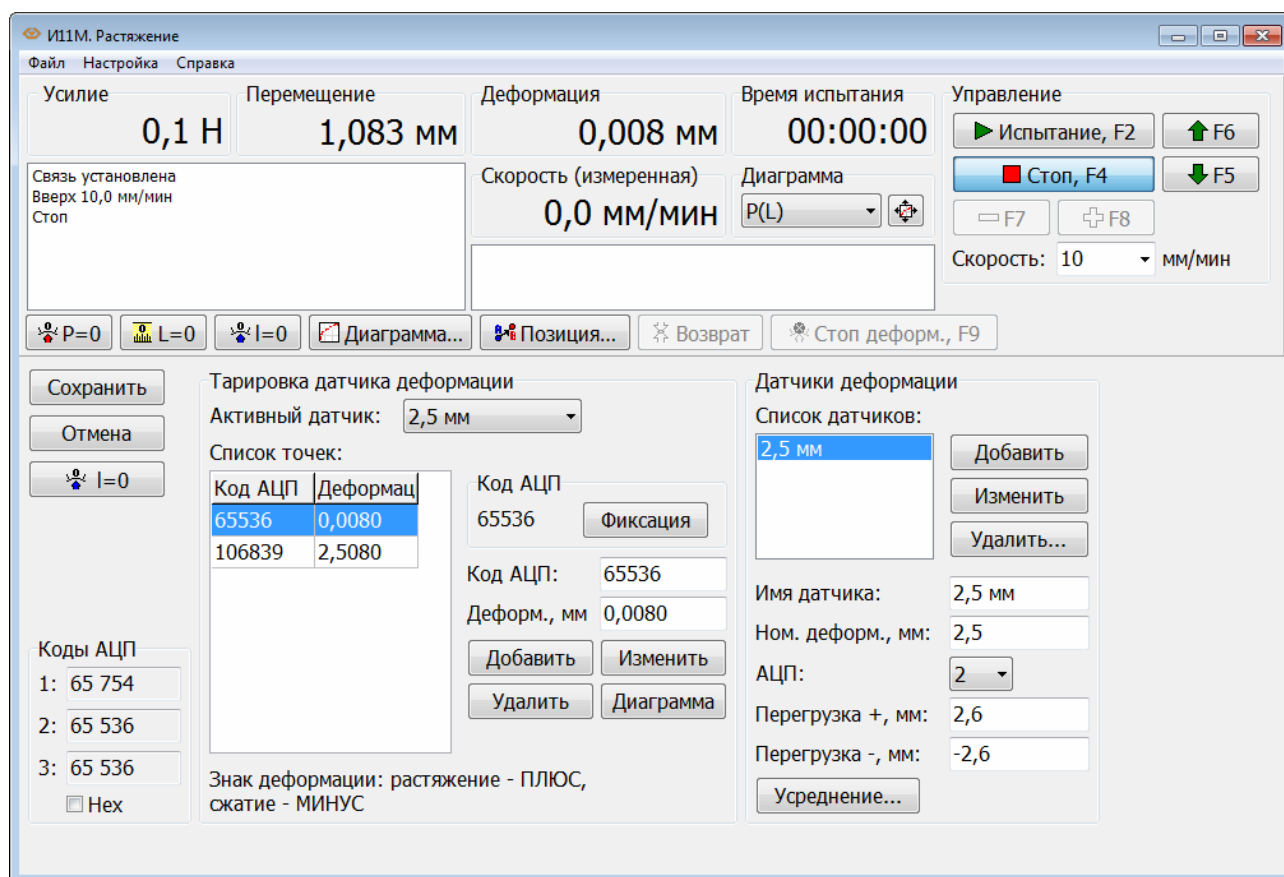 И11М. Растяжение
Файл Настройка Справка
Усилие Перемещение Деформация Время испытания Управление
0,1 Н 1,083 мм 0,008 мм 00:00:00
Испытание, F2 F6
Связь установлена
Вверх 10,0 мм/мин
Стоп
Скорость (измеренная) Диаграмма
0,0 мм/мин P(L)
Стоп, F4 F5
F7 F8
Скорость: 10 мм/мин
P=0 L=0 l=0 Диаграмма... Позиция... Возврат Стоп деформ., F9
Сохранить
Отмена
l=0
Тарировка датчика деформации
Активный датчик: 2,5 мм
Список точек:
Код АЦП Деформац
65536 0,0080
106839 2,5080
Код АЦП
65536 Фиксация
Код АЦП: 65536
Деформ., мм 0,0080
Добавить Изменить
Удалить Диаграмма
Знак деформации: растяжение - ПЛЮС,
сжатие - МИНУС
Датчики деформации
Список датчиков:
2,5 мм
Добавить
Изменить
Удалить...
Имя датчика: 2,5 мм
Ном. деформ., мм: 2,5
АЦП: 2
Перегрузка +, мм: 2,6
Перегрузка -, мм: -2,6
Усреднение...
Коды АЦП
1: 65 754
2: 65 536
3: 65 536
Hex